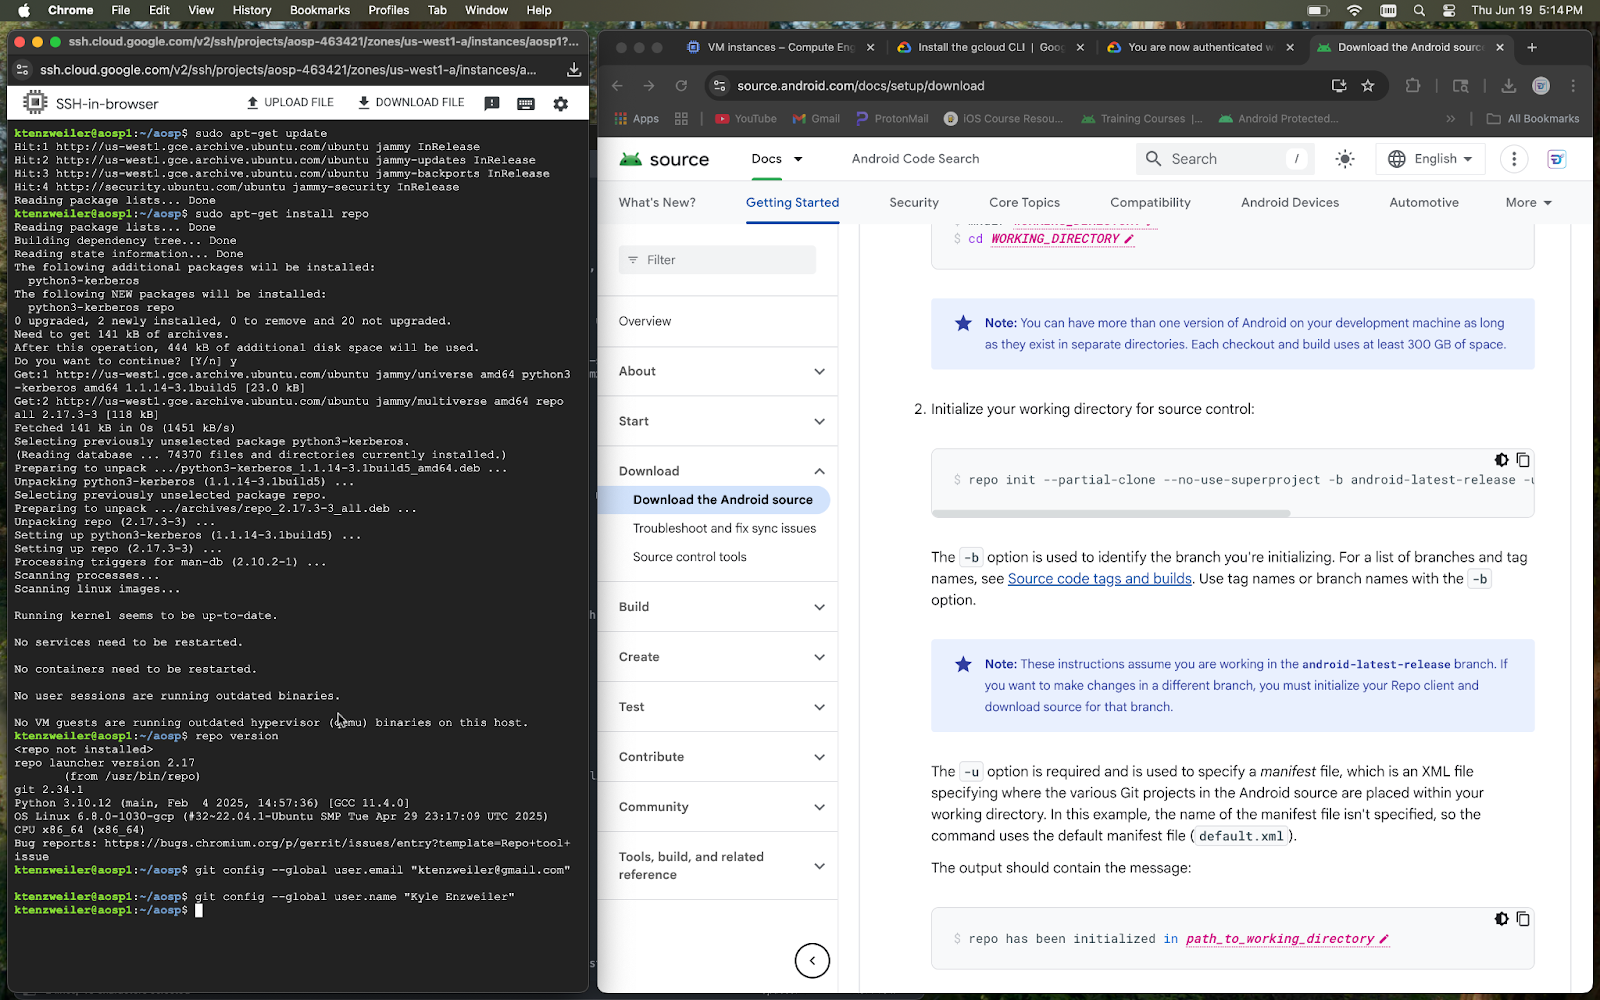 Chrome File Edit View History Bookmarks Profiles Tab Window Help Thu Jun 19 5:14 PM
ssh.cloud.google.com/v2/ssh/projects/aosp-463421/zones/us-west1-a/instances/aosp1?...
ssh.cloud.google.com/v2/ssh/projects/aosp-463421/zones/us-west1-a/instances/a...
SSH-in-browser UPLOAD FILE DOWNLOAD FILE
ktenzweiler@aosp1:~/aosp$ sudo apt-get update
Hit:1 http://us-west1.gce.archive.ubuntu.com/ubuntu jammy InRelease
Hit:2 http://us-west1.gce.archive.ubuntu.com/ubuntu jammy-updates InRelease
Hit:3 http://us-west1.gce.archive.ubuntu.com/ubuntu jammy-backports InRelease
Hit:4 http://security.ubuntu.com/ubuntu jammy-security InRelease
Reading package lists... Done
ktenzweiler@aosp1:~/aosp$ sudo apt-get install repo
Reading package lists... Done
Building dependency tree... Done
Reading state information... Done
The following additional packages will be installed:
python3-kerberos
The following NEW packages will be installed:
python3-kerberos repo
0 upgraded, 2 newly installed, 0 to remove and 20 not upgraded.
Need to get 141 kB of archives.
After this operation, 444 kB of additional disk space will be used.
Do you want to continue? [Y/n] y
Get:1 http://us-west1.gce.archive.ubuntu.com/ubuntu jammy/universe amd64 python3
-kerberos amd64 1.1.14-3.1build5 [23.0 kB]
Get:2 http://us-west1.gce.archive.ubuntu.com/ubuntu jammy/multiverse amd64 repo
all 2.17.3-3 [118 kB]
Fetched 141 kB in 0s (1451 kB/s)
Selecting previously unselected package python3-kerberos.
(Reading database ... 74370 files and directories currently installed.)
Preparing to unpack .../python3-kerberos_1.1.14-3.1build5_amd64.deb ...
Unpacking python3-kerberos (1.1.14-3.1build5) ...
Selecting previously unselected package repo.
Preparing to unpack .../archives/repo_2.17.3-3_all.deb ...
Unpacking repo (2.17.3-3) ...
Setting up python3-kerberos (1.1.14-3.1build5) ...
Setting up repo (2.17.3-3) ...
Processing triggers for man-db (2.10.2-1) ...
Scanning processes...
Scanning linux images...
Running kernel seems to be up-to-date.
No services need to be restarted.
No containers need to be restarted.
No user sessions are running outdated binaries.
No VM guests are running outdated hypervisor (qemu) binaries on this host.
ktenzweiler@aosp1:~/aosp$ repo version
<repo not installed>
repo launcher version 2.17
(from /usr/bin/repo)
git 2.34.1
Python 3.10.12 (main, Feb 4 2025, 14:57:36) [GCC 11.4.0]
OS Linux 6.8.0-1030-gcp (#32~22.04.1-Ubuntu SMP Tue Apr 29 23:17:09 UTC 2025)
CPU x86_64 (x86_64)
Bug reports: https://bugs.chromium.org/p/gerrit/issues/entry?template=Repo+tool+
issue
ktenzweiler@aosp1:~/aosp$ git config --global user.email "ktenzweiler@gmail.com"
ktenzweiler@aosp1:~/aosp$ git config --global user.name "Kyle Enzweiler"
ktenzweiler@aosp1:~/aosp$
VM instances – Compute En
Install the gcloud CLI | Goog
You are now authenticated w
Download the Android sourc
source.android.com/docs/setup/download
Apps YouTube Gmail ProtonMail iOS Course Resou... Training Courses |... Android Protected... » All Bookmarks
source Docs Android Code Search Search / English
What's New? Getting Started Security Core Topics Compatibility Android Devices Automotive More
Filter
Overview
About
Start
Download
Download the Android source
Troubleshoot and fix sync issues
Source control tools
Build
Create
Test
Contribute
Community
Tools, build, and related
reference
$ cd WORKING_DIRECTORY
Note: You can have more than one version of Android on your development machine as long
as they exist in separate directories. Each checkout and build uses at least 300 GB of space.
2. Initialize your working directory for source control:
$ repo init --partial-clone --no-use-superproject -b android-latest-release -u
The -b option is used to identify the branch you're initializing. For a list of branches and tag
names, see Source code tags and builds. Use tag names or branch names with the -b
option.
Note: These instructions assume you are working in the android-latest-release branch. If
you want to make changes in a different branch, you must initialize your Repo client and
download source for that branch.
The -u option is required and is used to specify a manifest file, which is an XML file
specifying where the various Git projects in the Android source are placed within your
working directory. In this example, the name of the manifest file isn't specified, so the
command uses the default manifest file (default.xml).
The output should contain the message:
$ repo has been initialized in path_to_working_directory